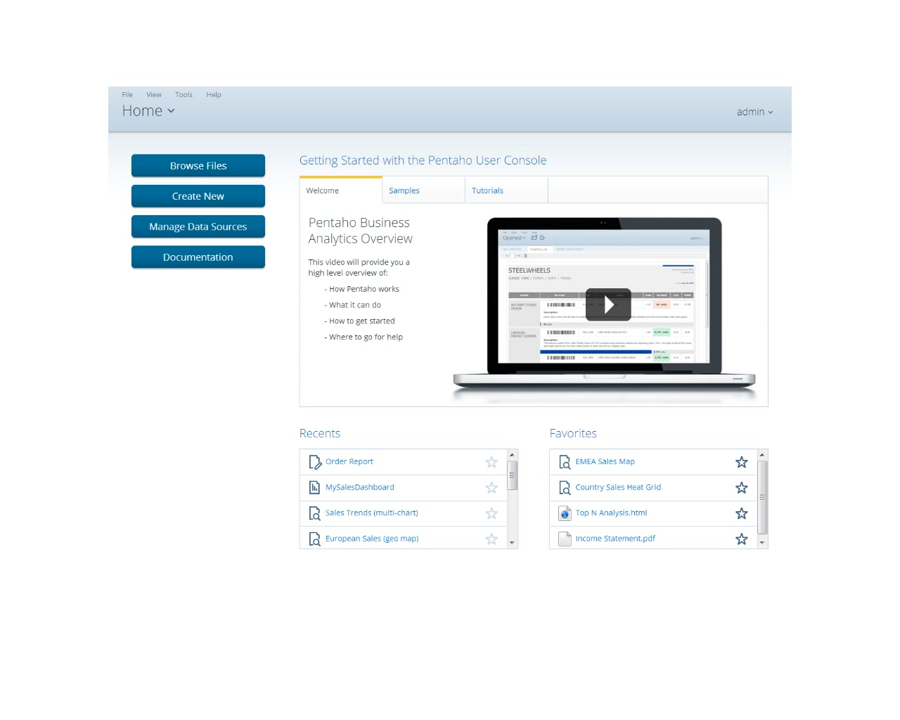 File View Tools Help
Home
admin
Browse Files
Create New
Manage Data Sources
Documentation
Getting Started with the Pentaho User Console
Welcome Samples Tutorials
Pentaho Business
Analytics Overview
This video will provide you a
high level overview of:
- How Pentaho works
- What it can do
- How to get started
- Where to go for help
Opened
STEELWHEELS
Recents
Order Report
MySalesDashboard
Sales Trends (multi-chart)
European Sales (geo map)
Favorites
EMEA Sales Map
Country Sales Heat Grid
Top N Analysis.html
Income Statement.pdf